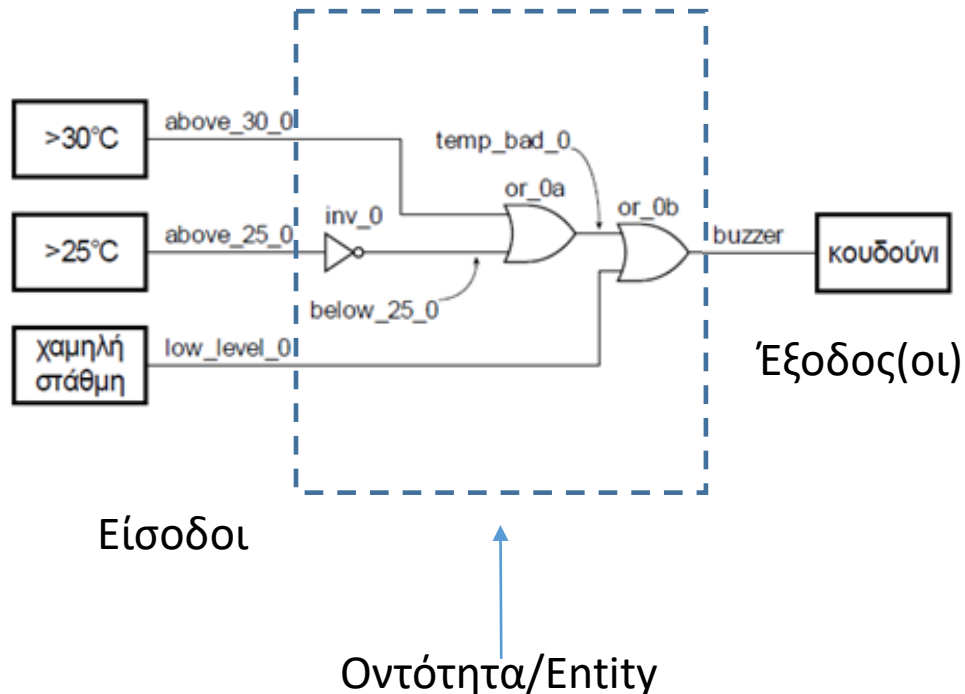 >30°C
above_30_0
temp_bad_0
or_0a
or_0b
inv_0
>25°C
above_25_0
buzzer
κουδούνι
below_25_0
χαμηλή
στάθμη
low_level_0
Έξοδος(οι)
Είσοδοι
Οντότητα/Entity